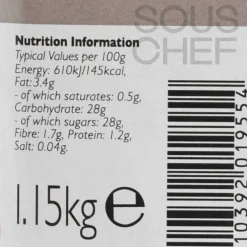 SOUS
CHEF
Nutrition Information
Typical Values per 100g
Energy: 610kJ/145kcal,
Fat:3.4g
- of which saturates: 0.5g,
Carbohydrate: 28g
- of which sugars: 28g,
Fibre: 1.7g, Protein: 1.2g,
Salt: 0.04g.
1.15kg e
10392019554